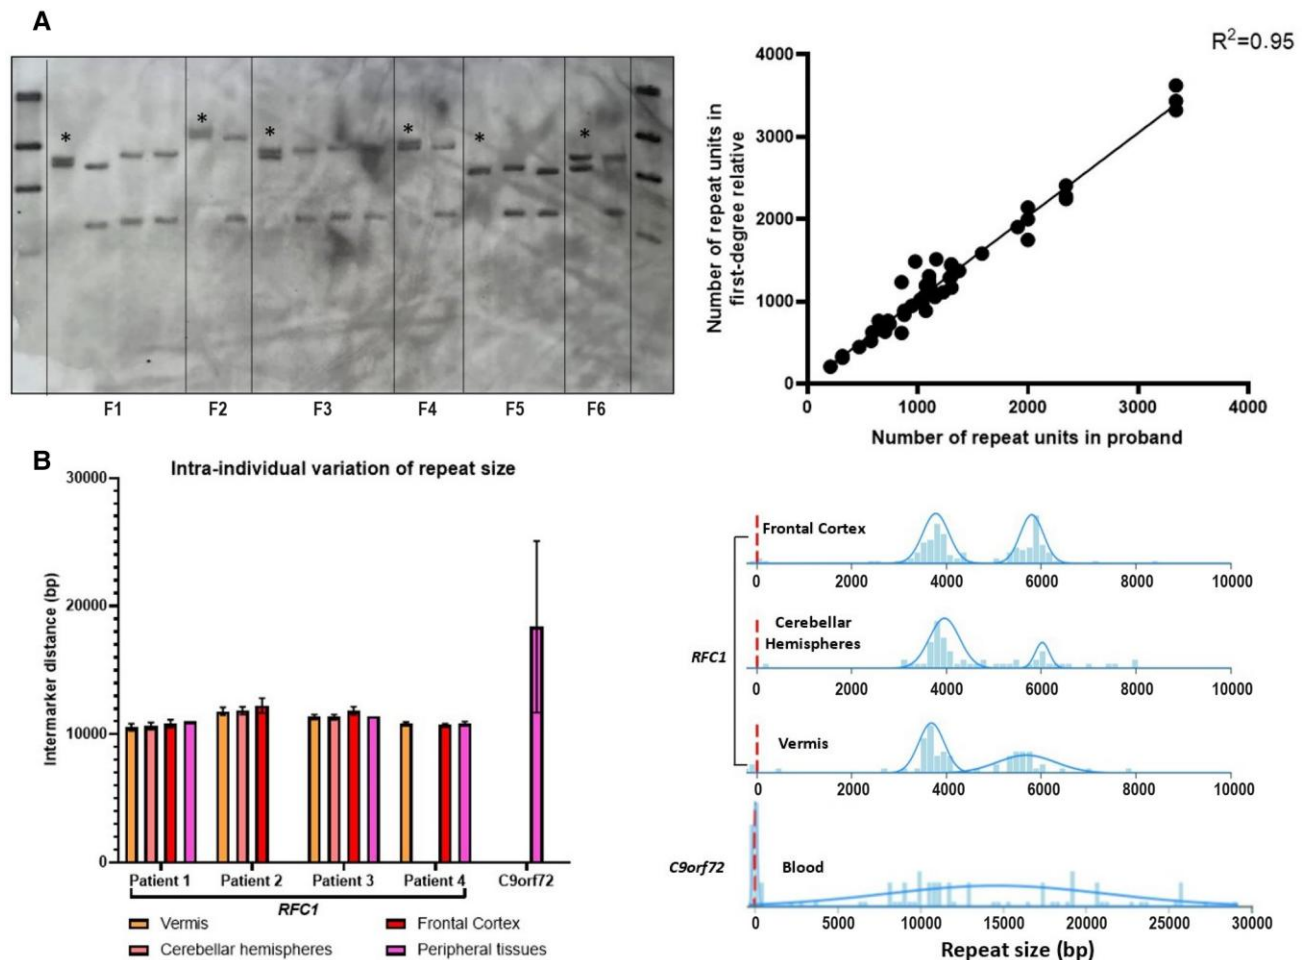 A
* * * * * *
F1 F2 F3 F4 F5 F6
R²=0.95
Number of repeat units in
first-degree relative
4000
3000
2000
1000
0
0 1000 2000 3000 4000
Number of repeat units in proband
B
Intra-individual variation of repeat size
Intermarker distance (bp)
30000
20000
10000
0
Patient 1 Patient 2 Patient 3 Patient 4 C9orf72
RFC1
Vermis
Cerebellar hemispheres
Frontal Cortex
Peripheral tissues
RFC1
Frontal Cortex
0 2000 4000 6000 8000 10000
Cerebellar
Hemispheres
0 2000 4000 6000 8000 10000
Vermis
0 2000 4000 6000 8000 10000
C9orf72
Blood
0 5000 10000 15000 20000 25000 30000
Repeat size (bp)